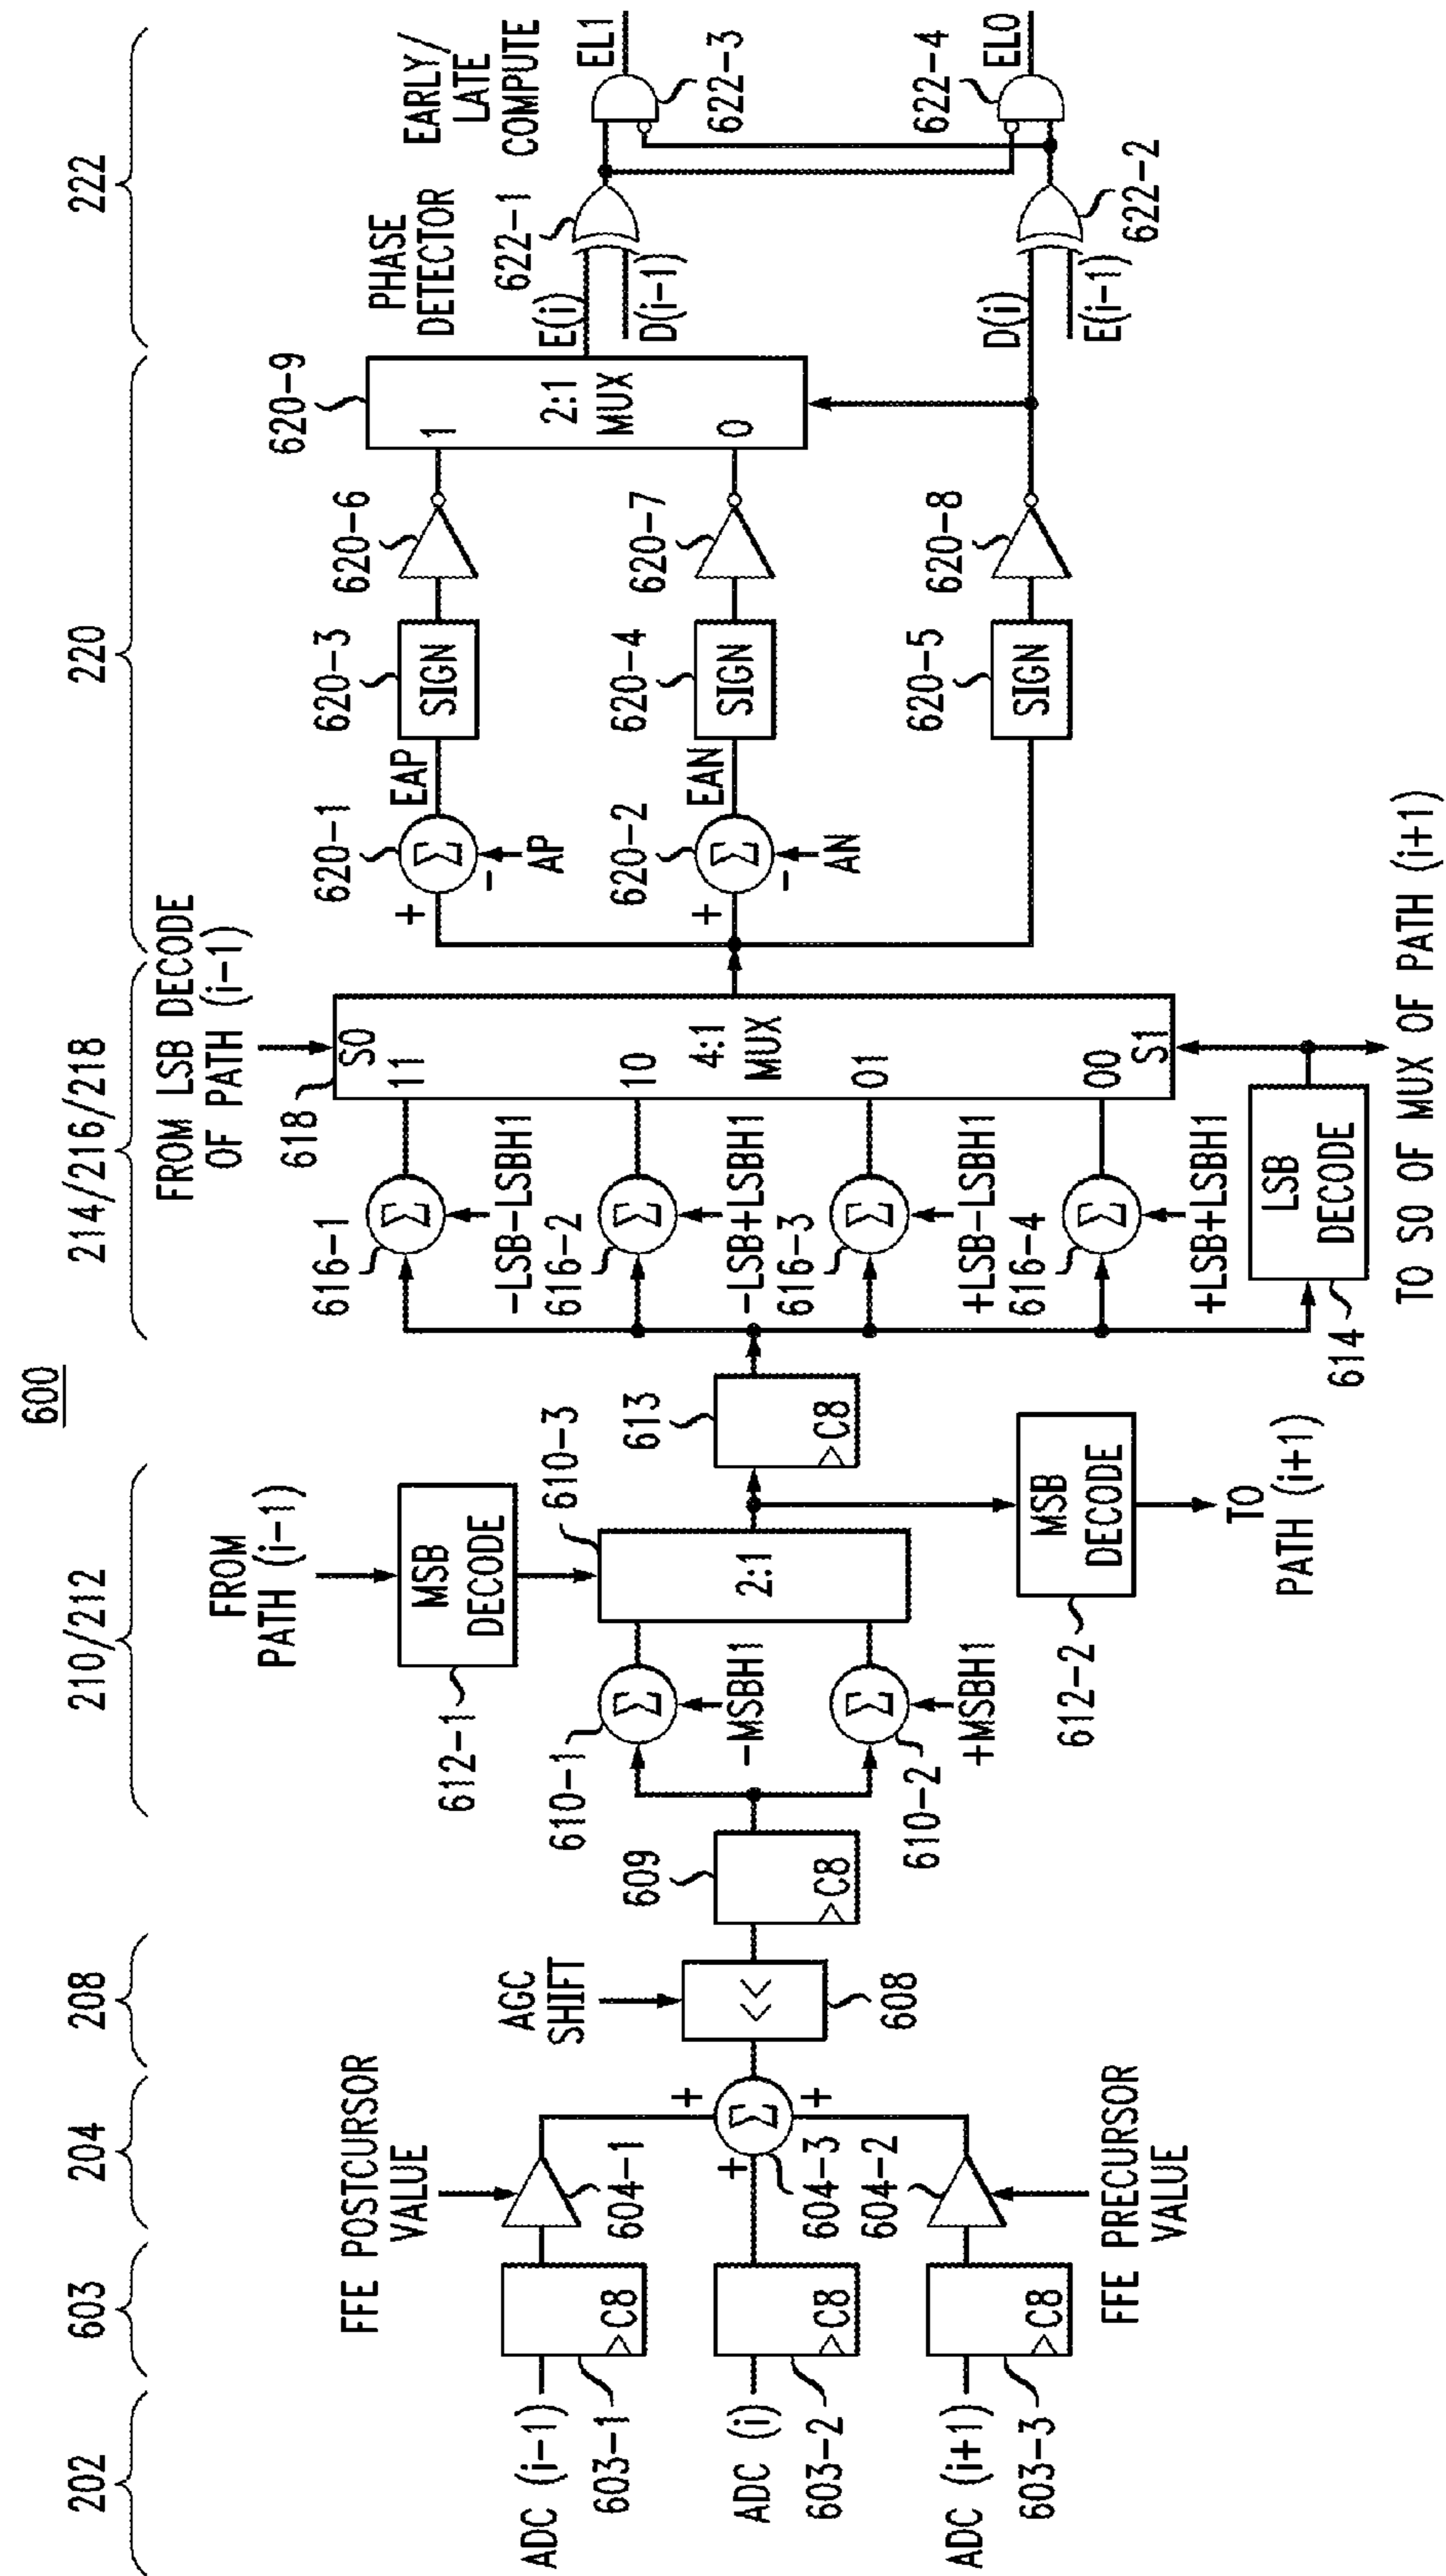 600
202
603
204
208
210/212
214/216/218
220
222
ADC (i-1)
603-1
C8
ADC (i)
603-2
C8
ADC (i+1)
603-3
C8
FFE POSTCURSOR
VALUE
604-1
+
+
+
Σ
604-3
604-2
FFE PRECURSOR
VALUE
AGC
SHIFT
<<
608
609
C8
FROM
PATH (i-1)
MSB
DECODE
612-1
610-1
Σ
-MSBH1
Σ
610-2
+MSBH1
610-3
2:1
MSB
DECODE
612-2
TO
PATH (i+1)
613
C8
FROM LSB DECODE
OF PATH (i-1)
618
616-1
Σ
-LSB-LSBH1
616-2
Σ
-LSB+LSBH1
616-3
Σ
+LSB-LSBH1
616-4
Σ
+LSB+LSBH1
LSB
DECODE
614
S0
11
10
4:1
MUX
01
00
S1
TO SO OF MUX OF PATH (i+1)
620-1
+
Σ
-
AP
EAP
620-2
+
Σ
-
AN
EAN
620-3
SIGN
620-4
SIGN
620-5
SIGN
620-6
620-7
620-8
620-9
1
2:1
MUX
0
PHASE
DETECTOR
622-1
E(i)
D(i-1)
D(i)
E(i-1)
622-2
EARLY/
LATE
COMPUTE
EL1
622-3
622-4
EL0